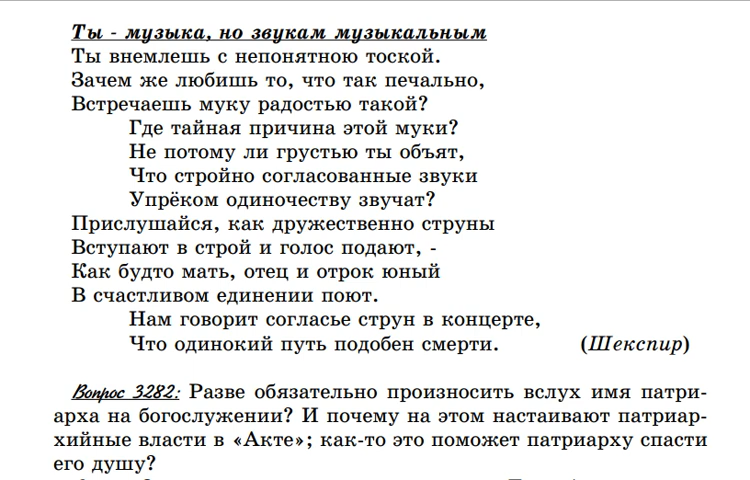 Ты - музыка, но звукам музыкальным
Ты внемлешь с непонятною тоской.
Зачем же любишь то, что так печально,
Встречаешь муку радостью такой?
Где тайная причина этой муки?
Не потому ли грустью ты объят,
Что стройно согласованные звуки
Упрёком одиночеству звучат?
Прислушайся, как дружественно струны
Вступают в строй и голос подают, -
Как будто мать, отец и отрок юный
В счастливом единении поют.
Нам говорит согласье струн в концерте,
Что одинокий путь подобен смерти. (Шекспир)
Вопрос 3282: Разве обязательно произносить вслух имя патри-
арха на богослужении? И почему на этом настаивают патриар-
хийные власти в «Акте»; как-то это поможет патриарху спасти
его душу?